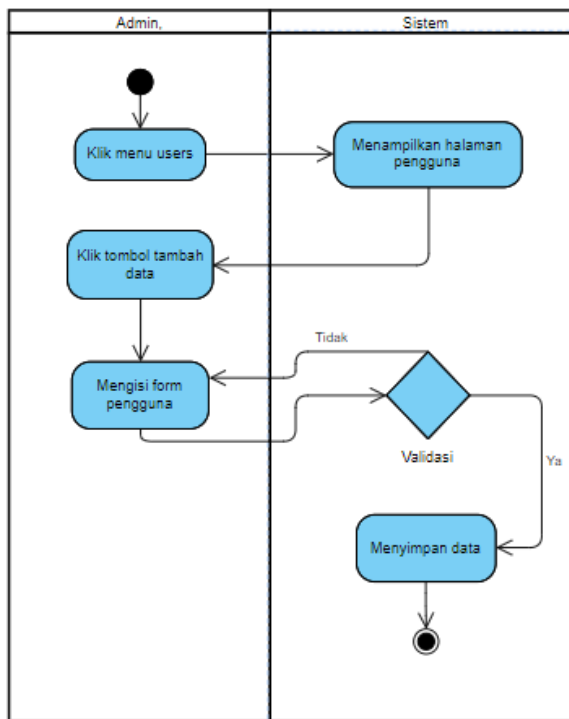 Admin,
Sistem
Klik menu users
Menampilkan halaman
pengguna
Klik tombol tambah
data
Tidak
Mengisi form
pengguna
Validasi
Ya
Menyimpan data